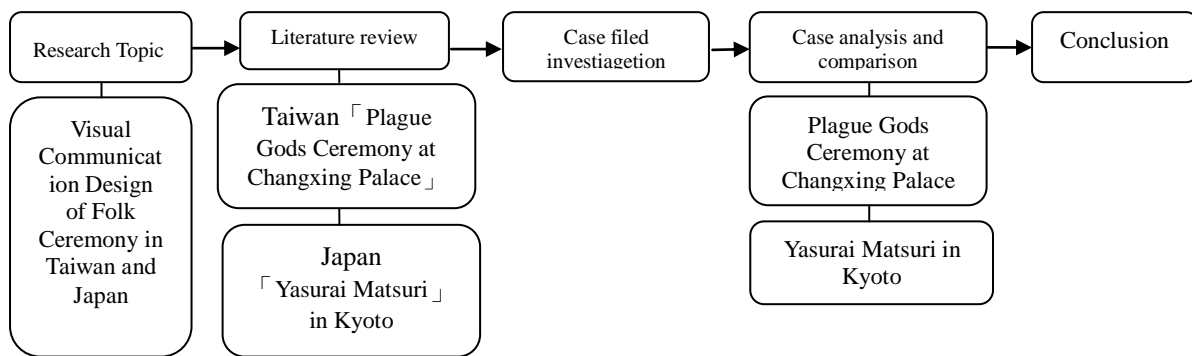 Research Topic
Literature review
Case filed
investiagetion
Case analysis and
comparison
Conclusion
Visual
Communicat
ion Design
of Folk
Ceremony in
Taiwan and
Japan
Taiwan「Plague
Gods Ceremony at
Changxing Palace」
Japan
「Yasurai Matsuri」
in Kyoto
Plague Gods
Ceremony at
Changxing Palace
Yasurai Matsuri in
Kyoto